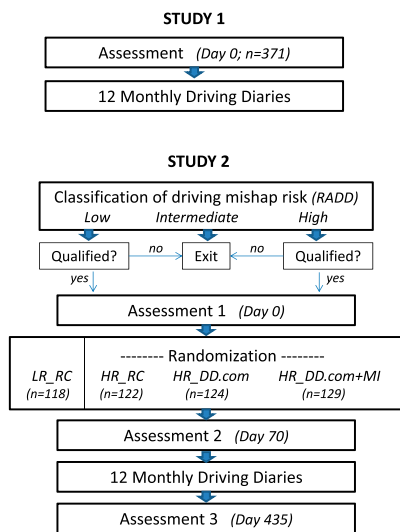 STUDY 1
Assessment (Day 0; n=371)
12 Monthly Driving Diaries
STUDY 2
Classification of driving mishap risk (RADD)
Low Intermediate High
Qualified? no Exit no Qualified?
yes yes
Assessment 1 (Day 0)
-------- Randomization --------
LR_RC HR_RC HR_DD.com HR_DD.com+MI
(n=118) (n=122) (n=124) (n=129)
Assessment 2 (Day 70)
12 Monthly Driving Diaries
Assessment 3 (Day 435)